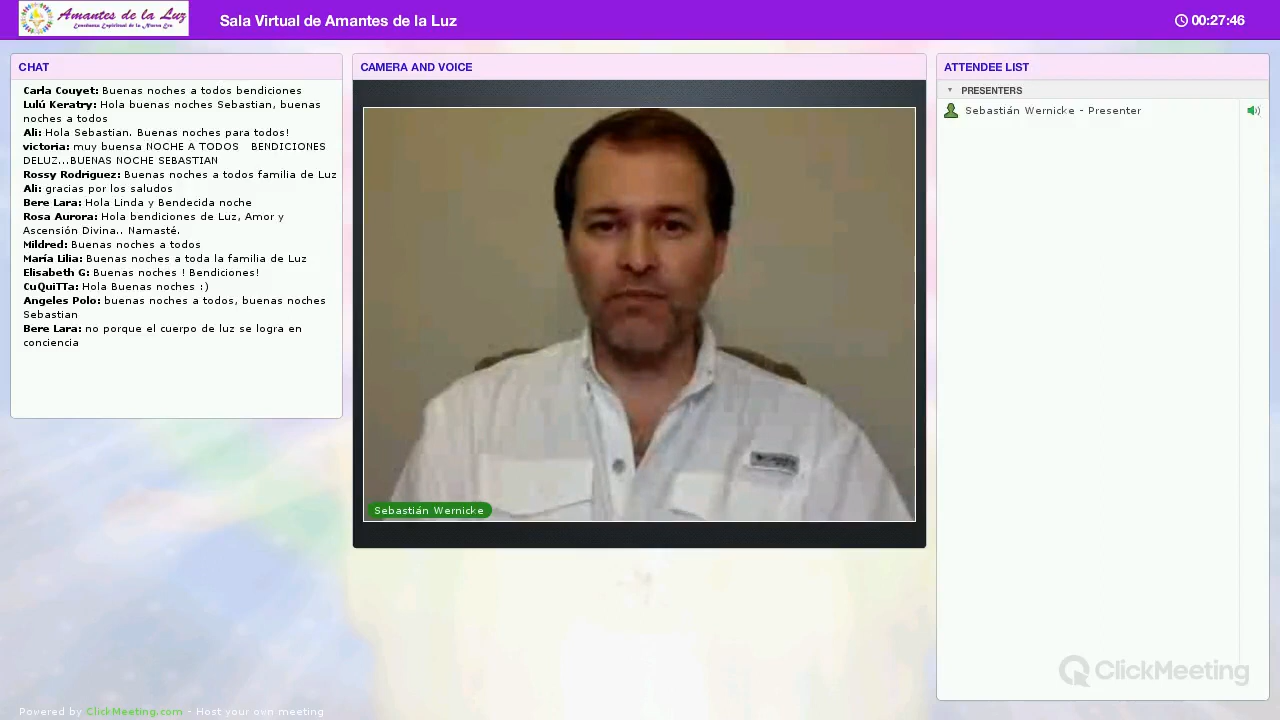 Amantes de la Luz
Enseñanza Espiritual de la Nueva Era
Sala Virtual de Amantes de la Luz
00:27:46
CHAT
Carla Couyet: Buenas noches a todos bendiciones
Lulú Keratry: Hola buenas noches Sebastian, buenas
noches a todos
Ali: Hola Sebastian. Buenas noches para todos!
victoria: muy buensa NOCHE A TODOS   BENDICIONES
DELUZ...BUENAS NOCHE SEBASTIAN
Rossy Rodriguez: Buenas noches a todos familia de Luz
Ali: gracias por los saludos
Bere Lara: Hola Linda y Bendecida noche
Rosa Aurora: Hola bendiciones de Luz, Amor y
Ascensión Divina.. Namasté.
Mildred: Buenas noches a todos
María Lilia: Buenas noches a toda la familia de Luz
Elisabeth G: Buenas noches ! Bendiciones!
CuQuiTTa: Hola Buenas noches :)
Angeles Polo: buenas noches a todos, buenas noches
Sebastian
Bere Lara: no porque el cuerpo de luz se logra en
conciencia
CAMERA AND VOICE
Sebastián Wernicke
ATTENDEE LIST
PRESENTERS
Sebastián Wernicke - Presenter
ClickMeeting
Powered by ClickMeeting.com - Host your own meeting